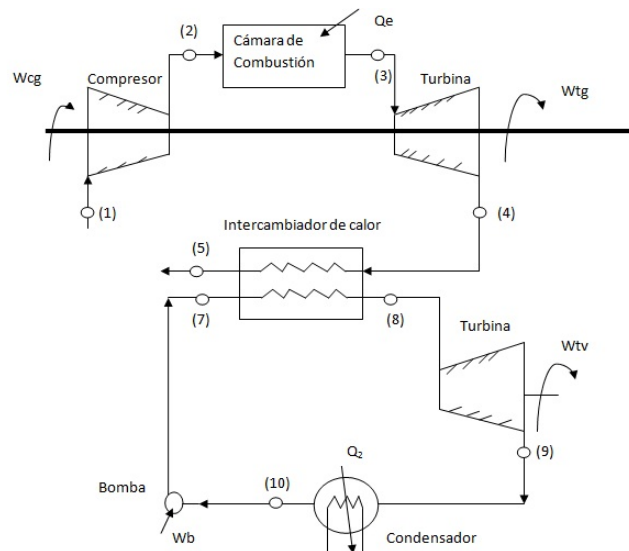 (2)
Cámara de
Combustión
Qe
(3)
Wcg
Compresor
Turbina
Wtg
(1)
(4)
Intercambiador de calor
(5)
(7)
(8)
Turbina
Wtv
(9)
Q₂
(10)
Bomba
Wb
Condensador